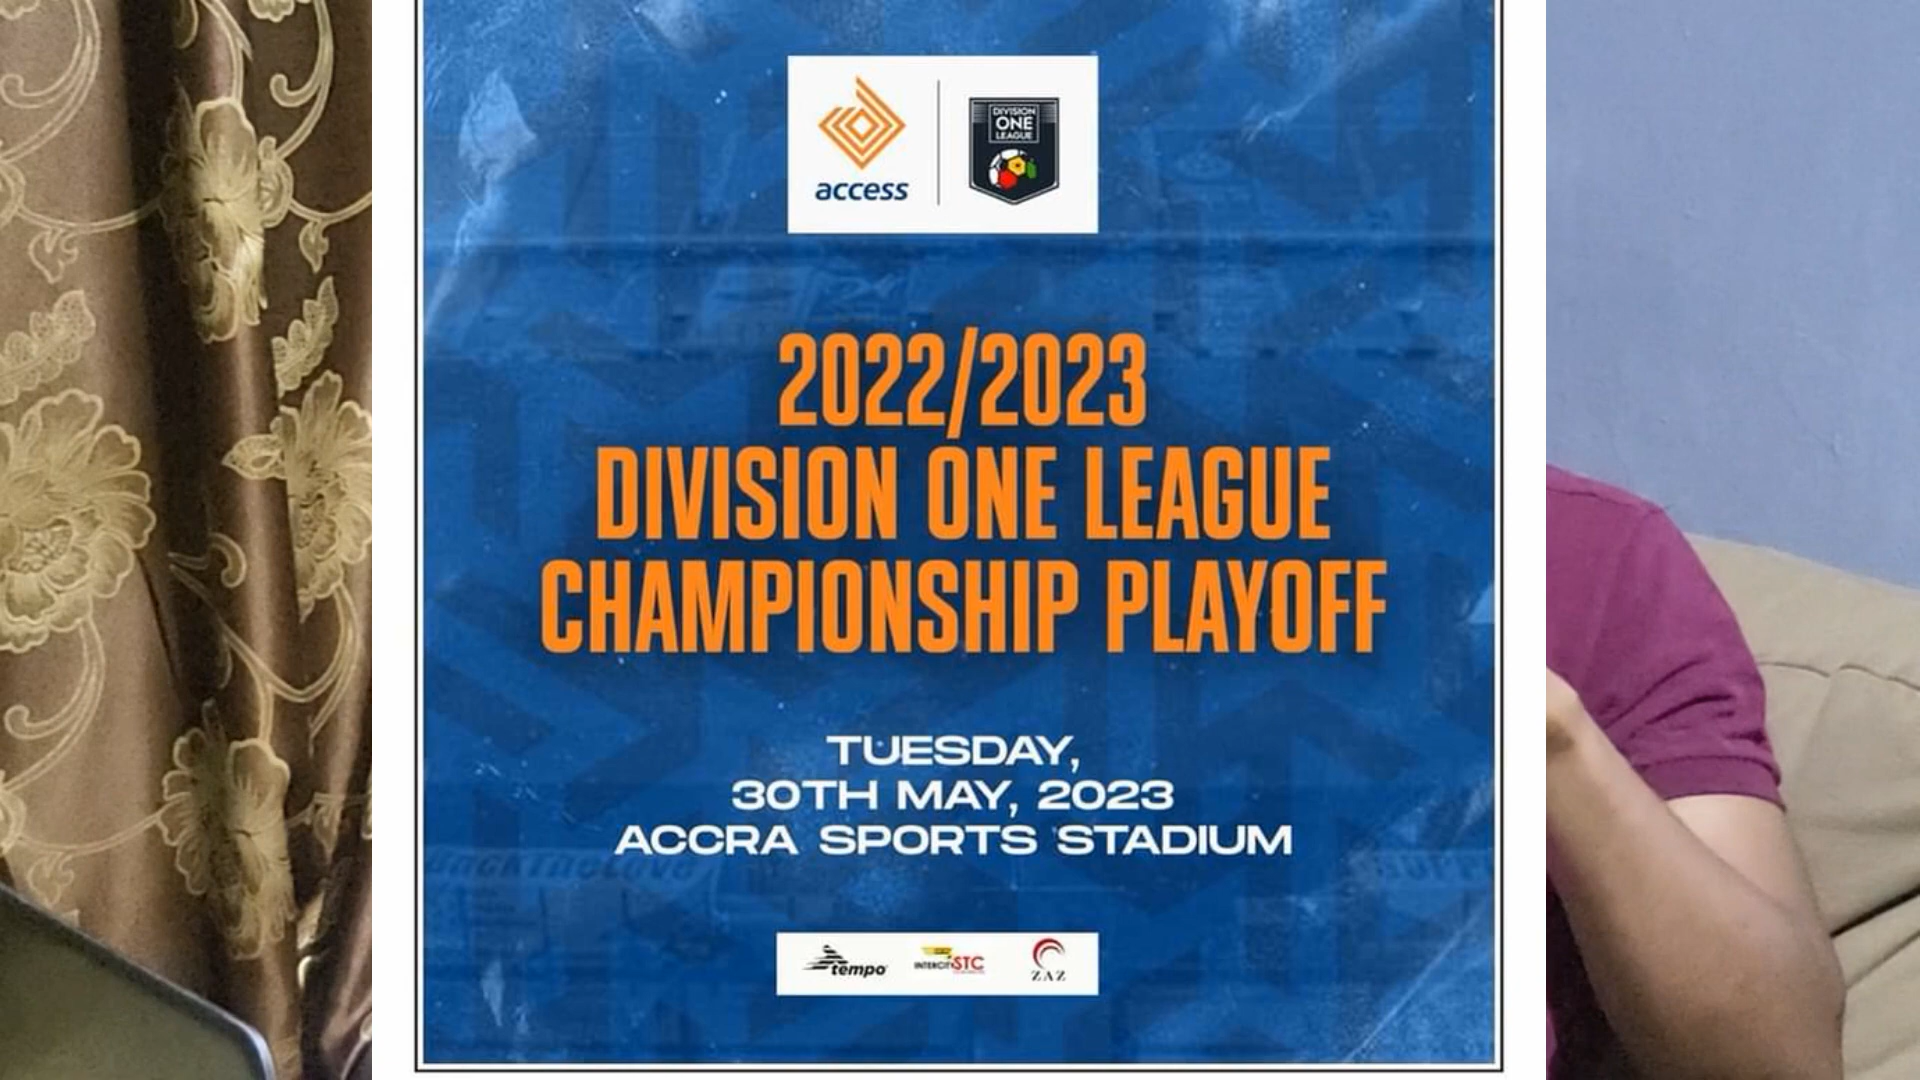 access
DIVISION
ONE
LEAGUE
2022/2023
DIVISION ONE LEAGUE
CHAMPIONSHIP PLAYOFF
TUESDAY,
30TH MAY, 2023
ACCRA SPORTS STADIUM
tempo
INTERCITY STC
ZAZ